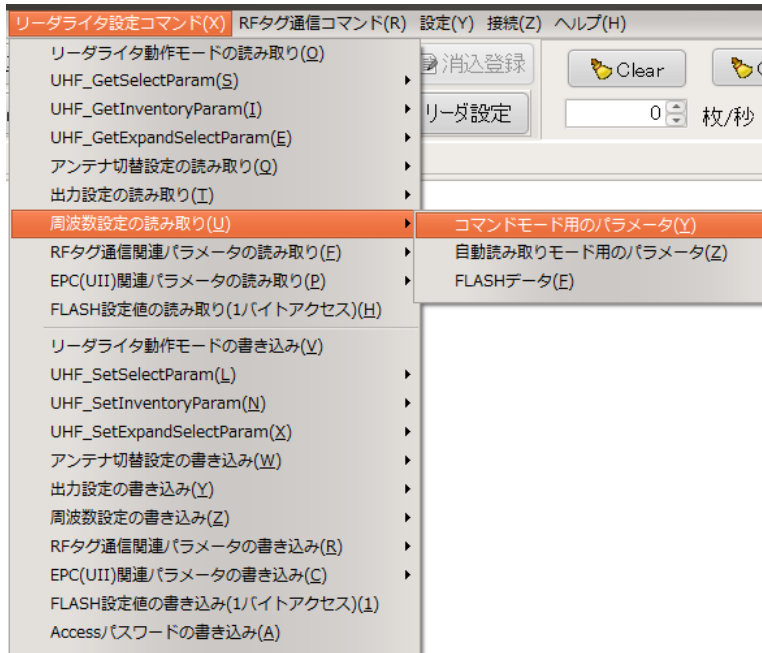 リーダライタ設定コマンド(X) RFタグ通信コマンド(R) 設定(Y) 接続(Z) ヘルプ(H)
リーダライタ動作モードの読み取り(O)
消込登録
Clear
UHF_GetSelectParam(S)
UHF_GetInventoryParam(I)
リーダ設定
0 枚/秒
UHF_GetExpandSelectParam(E)
アンテナ切替設定の読み取り(Q)
出力設定の読み取り(T)
周波数設定の読み取り(U)
コマンドモード用のパラメータ(Y)
RFタグ通信関連パラメータの読み取り(F)
自動読み取りモード用のパラメータ(Z)
EPC(UII)関連パラメータの読み取り(P)
FLASHデータ(F)
FLASH設定値の読み取り(1バイトアクセス)(H)
リーダライタ動作モードの書き込み(V)
UHF_SetSelectParam(L)
UHF_SetInventoryParam(N)
UHF_SetExpandSelectParam(X)
アンテナ切替設定の書き込み(W)
出力設定の書き込み(Y)
周波数設定の書き込み(Z)
RFタグ通信関連パラメータの書き込み(R)
EPC(UII)関連パラメータの書き込み(C)
FLASH設定値の書き込み(1バイトアクセス)(1)
Accessパスワードの書き込み(A)